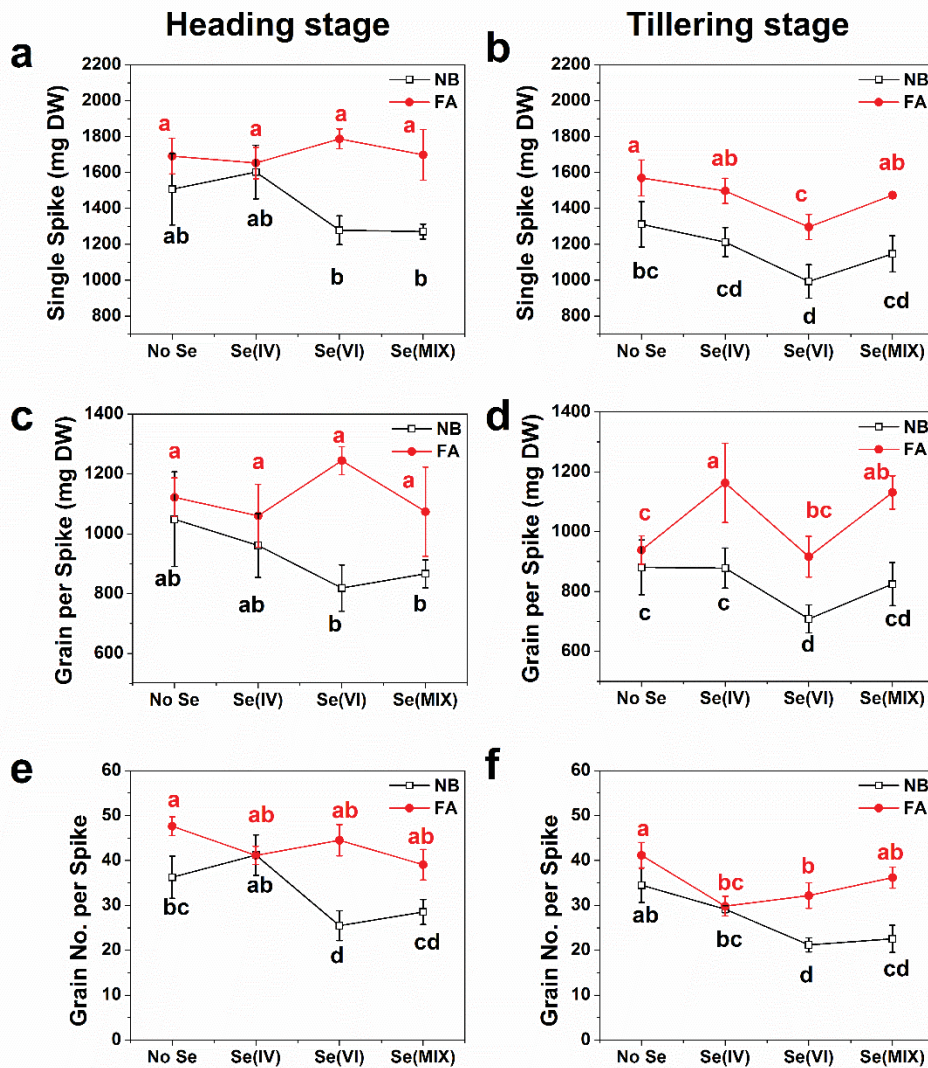 Heading stage
Tillering stage
a
Single Spike (mg DW)
2200
2000
1800
1600
1400
1200
1000
800
NB
FA
a a a a
ab ab b b
No Se Se(IV) Se(VI) Se(MIX)
b
Single Spike (mg DW)
2200
2000
1800
1600
1400
1200
1000
800
NB
FA
a ab c ab
bc cd d cd
No Se Se(IV) Se(VI) Se(MIX)
c
Grain per Spike (mg DW)
1400
1200
1000
800
600
NB
FA
a a a a
ab ab b b
No Se Se(IV) Se(VI) Se(MIX)
d
Grain per Spike (mg DW)
1400
1200
1000
800
600
NB
FA
c a bc ab
c c d cd
No Se Se(IV) Se(VI) Se(MIX)
e
Grain No. per Spike
60
50
40
30
20
10
0
NB
FA
a ab ab ab
bc ab d cd
No Se Se(IV) Se(VI) Se(MIX)
f
Grain No. per Spike
60
50
40
30
20
10
0
NB
FA
a bc b ab
ab bc d cd
No Se Se(IV) Se(VI) Se(MIX)